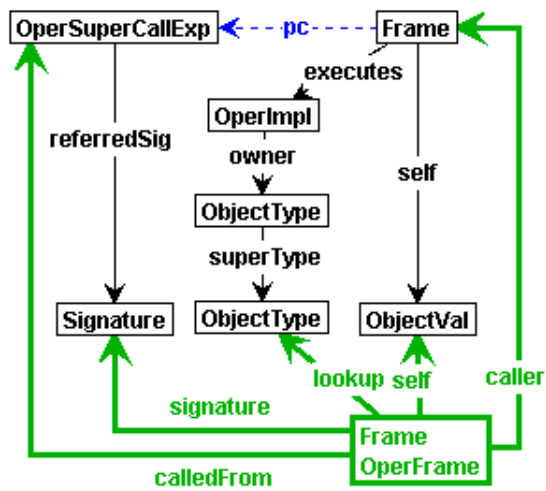 OperSuperCallExp
pc
Frame
executes
OperImpl
referredSig
owner
self
ObjectType
superType
Signature
ObjectType
ObjectVal
lookup
self
caller
signature
Frame
OperFrame
calledFrom